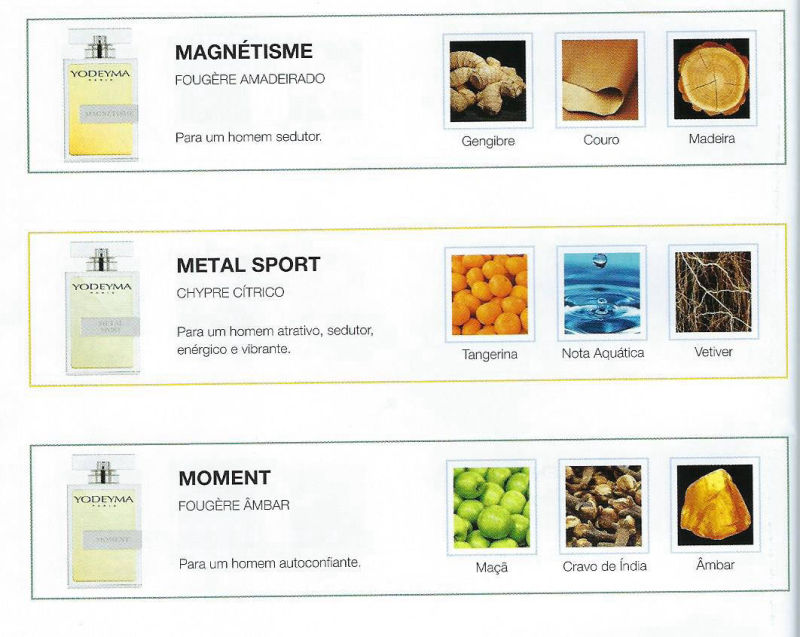 YODEYMA
PARIS
MAGNÉTISME
MAGNÉTISME
FOUGÈRE AMADEIRADO
Para um homem sedutor.
Gengibre
Couro
Madeira
YODEYMA
PARIS
METAL
SPORT
METAL SPORT
CHYPRE CÍTRICO
Para um homem atrativo, sedutor,
enérgico e vibrante.
Tangerina
Nota Aquática
Vetiver
YODEYMA
PARIS
MOMENT
MOMENT
FOUGÈRE ÂMBAR
Para um homem autoconfiante.
Maçã
Cravo de Índia
Âmbar